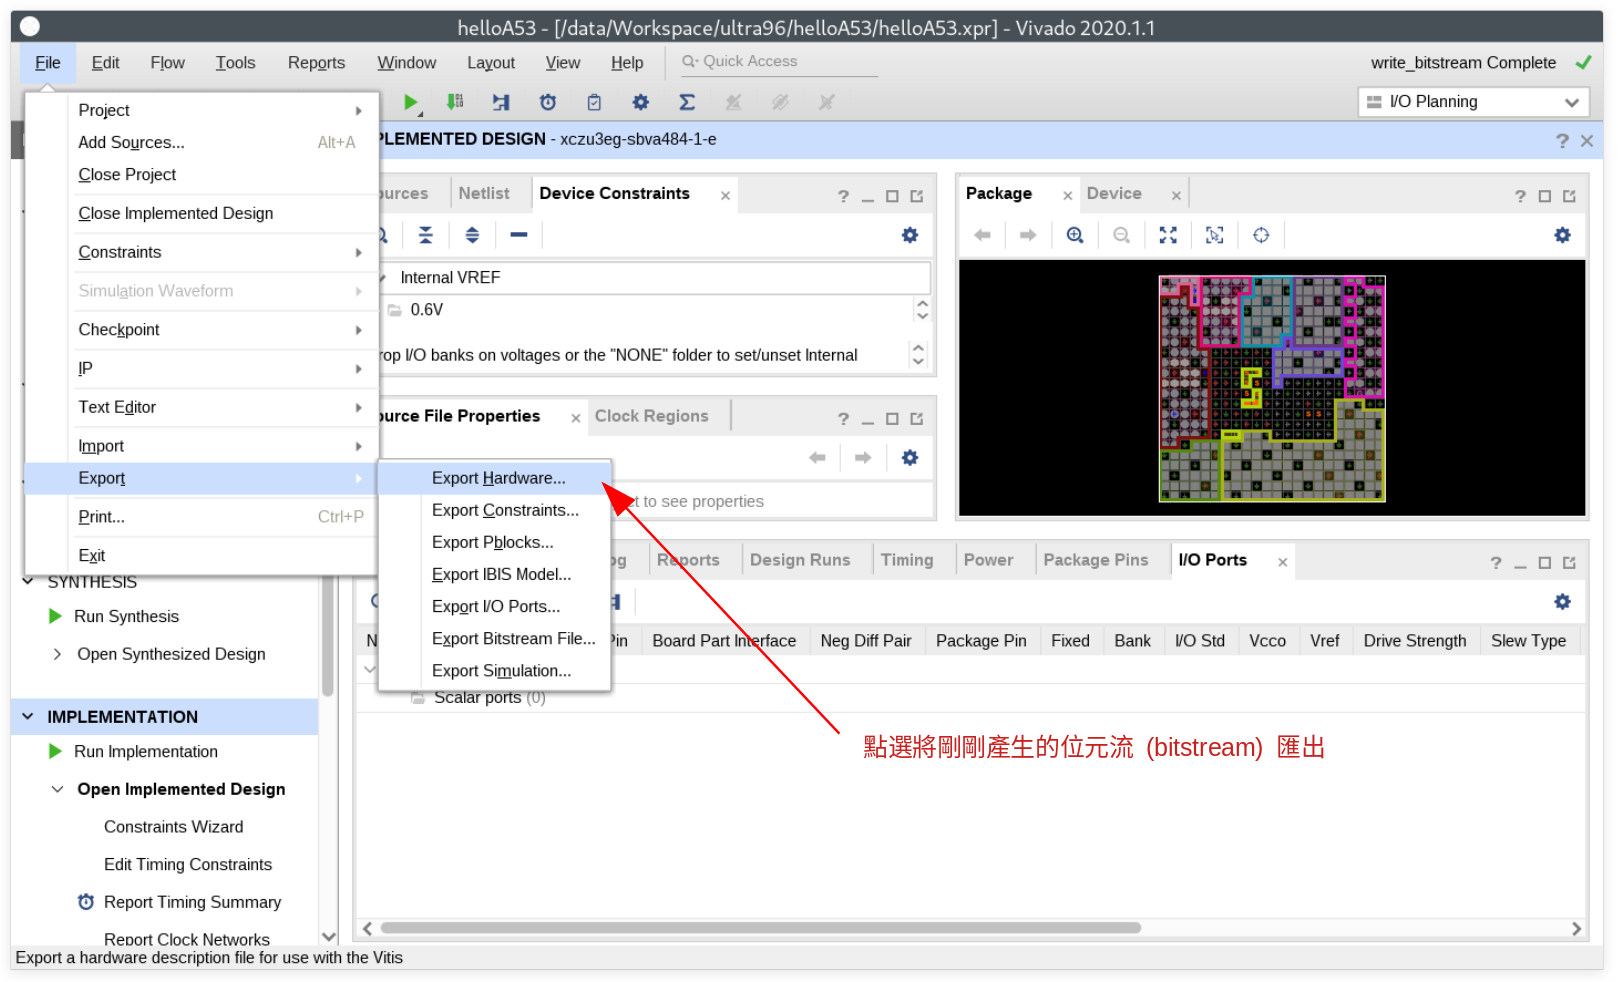 helloA53 - [/data/Workspace/ultra96/helloA53/helloA53.xpr] - Vivado 2020.1.1
File Edit Flow Tools Reports Window Layout View Help Quick Access write_bitstream Complete
I/O Planning
IMPLEMENTED DESIGN - xczu3eg-sbva484-1-e
Project
Add Sources... Alt+A
Close Project
Close Implemented Design
Constraints
Simulation Waveform
Checkpoint
IP
Text Editor
Import
Export
Print... Ctrl+P
Exit
Export Hardware...
Export Constraints...
Export Pblocks...
Export IBIS Model...
Export I/O Ports...
Export Bitstream File...
Export Simulation...
Netlist Device Constraints
Internal VREF
0.6V
rop I/O banks on voltages or the "NONE" folder to set/unset Internal
ource File Properties Clock Regions
to see properties
Package Device
Reports Design Runs Timing Power Package Pins I/O Ports
Board Part Interface Neg Diff Pair Package Pin Fixed Bank I/O Std Vcco Vref Drive Strength Slew Type
Scalar ports (0)
點選將剛剛產生的位元流 (bitstream) 匯出
SYNTHESIS
Run Synthesis
Open Synthesized Design
IMPLEMENTATION
Run Implementation
Open Implemented Design
Constraints Wizard
Edit Timing Constraints
Report Timing Summary
Report Clock Networks
Export a hardware description file for use with the Vitis